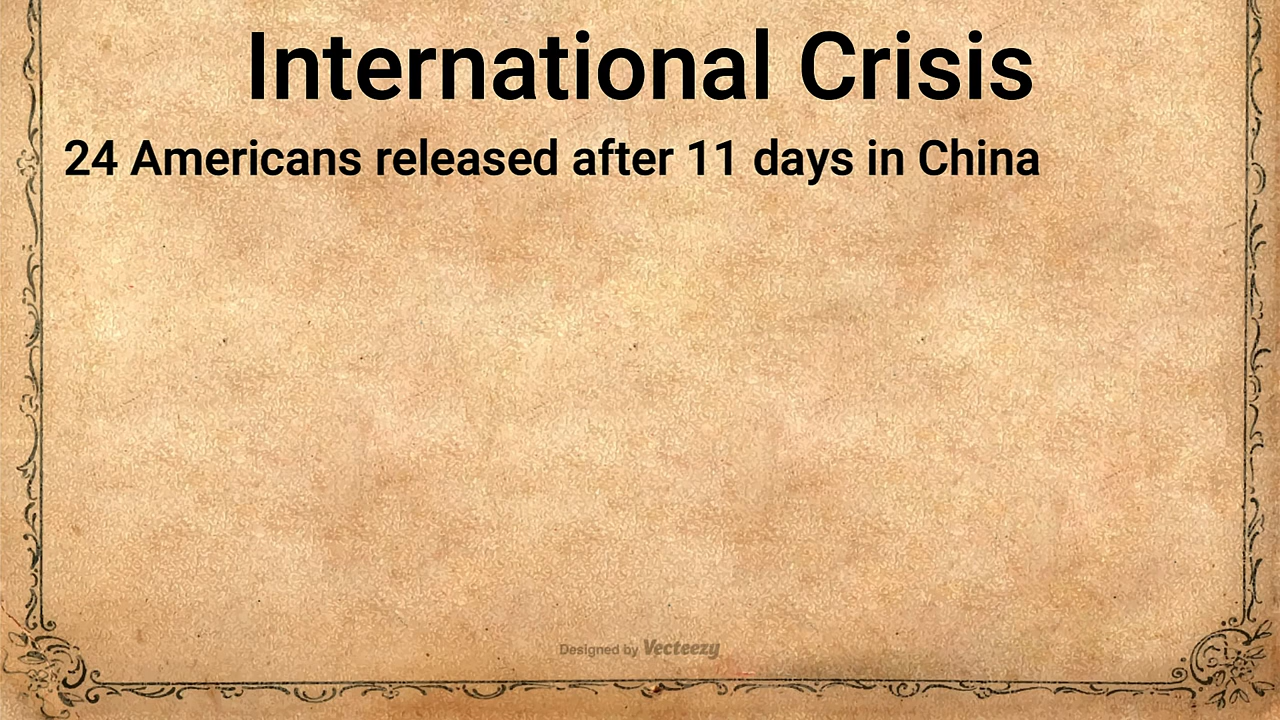 International Crisis
24 Americans released after 11 days in China
Designed by Vecteezy